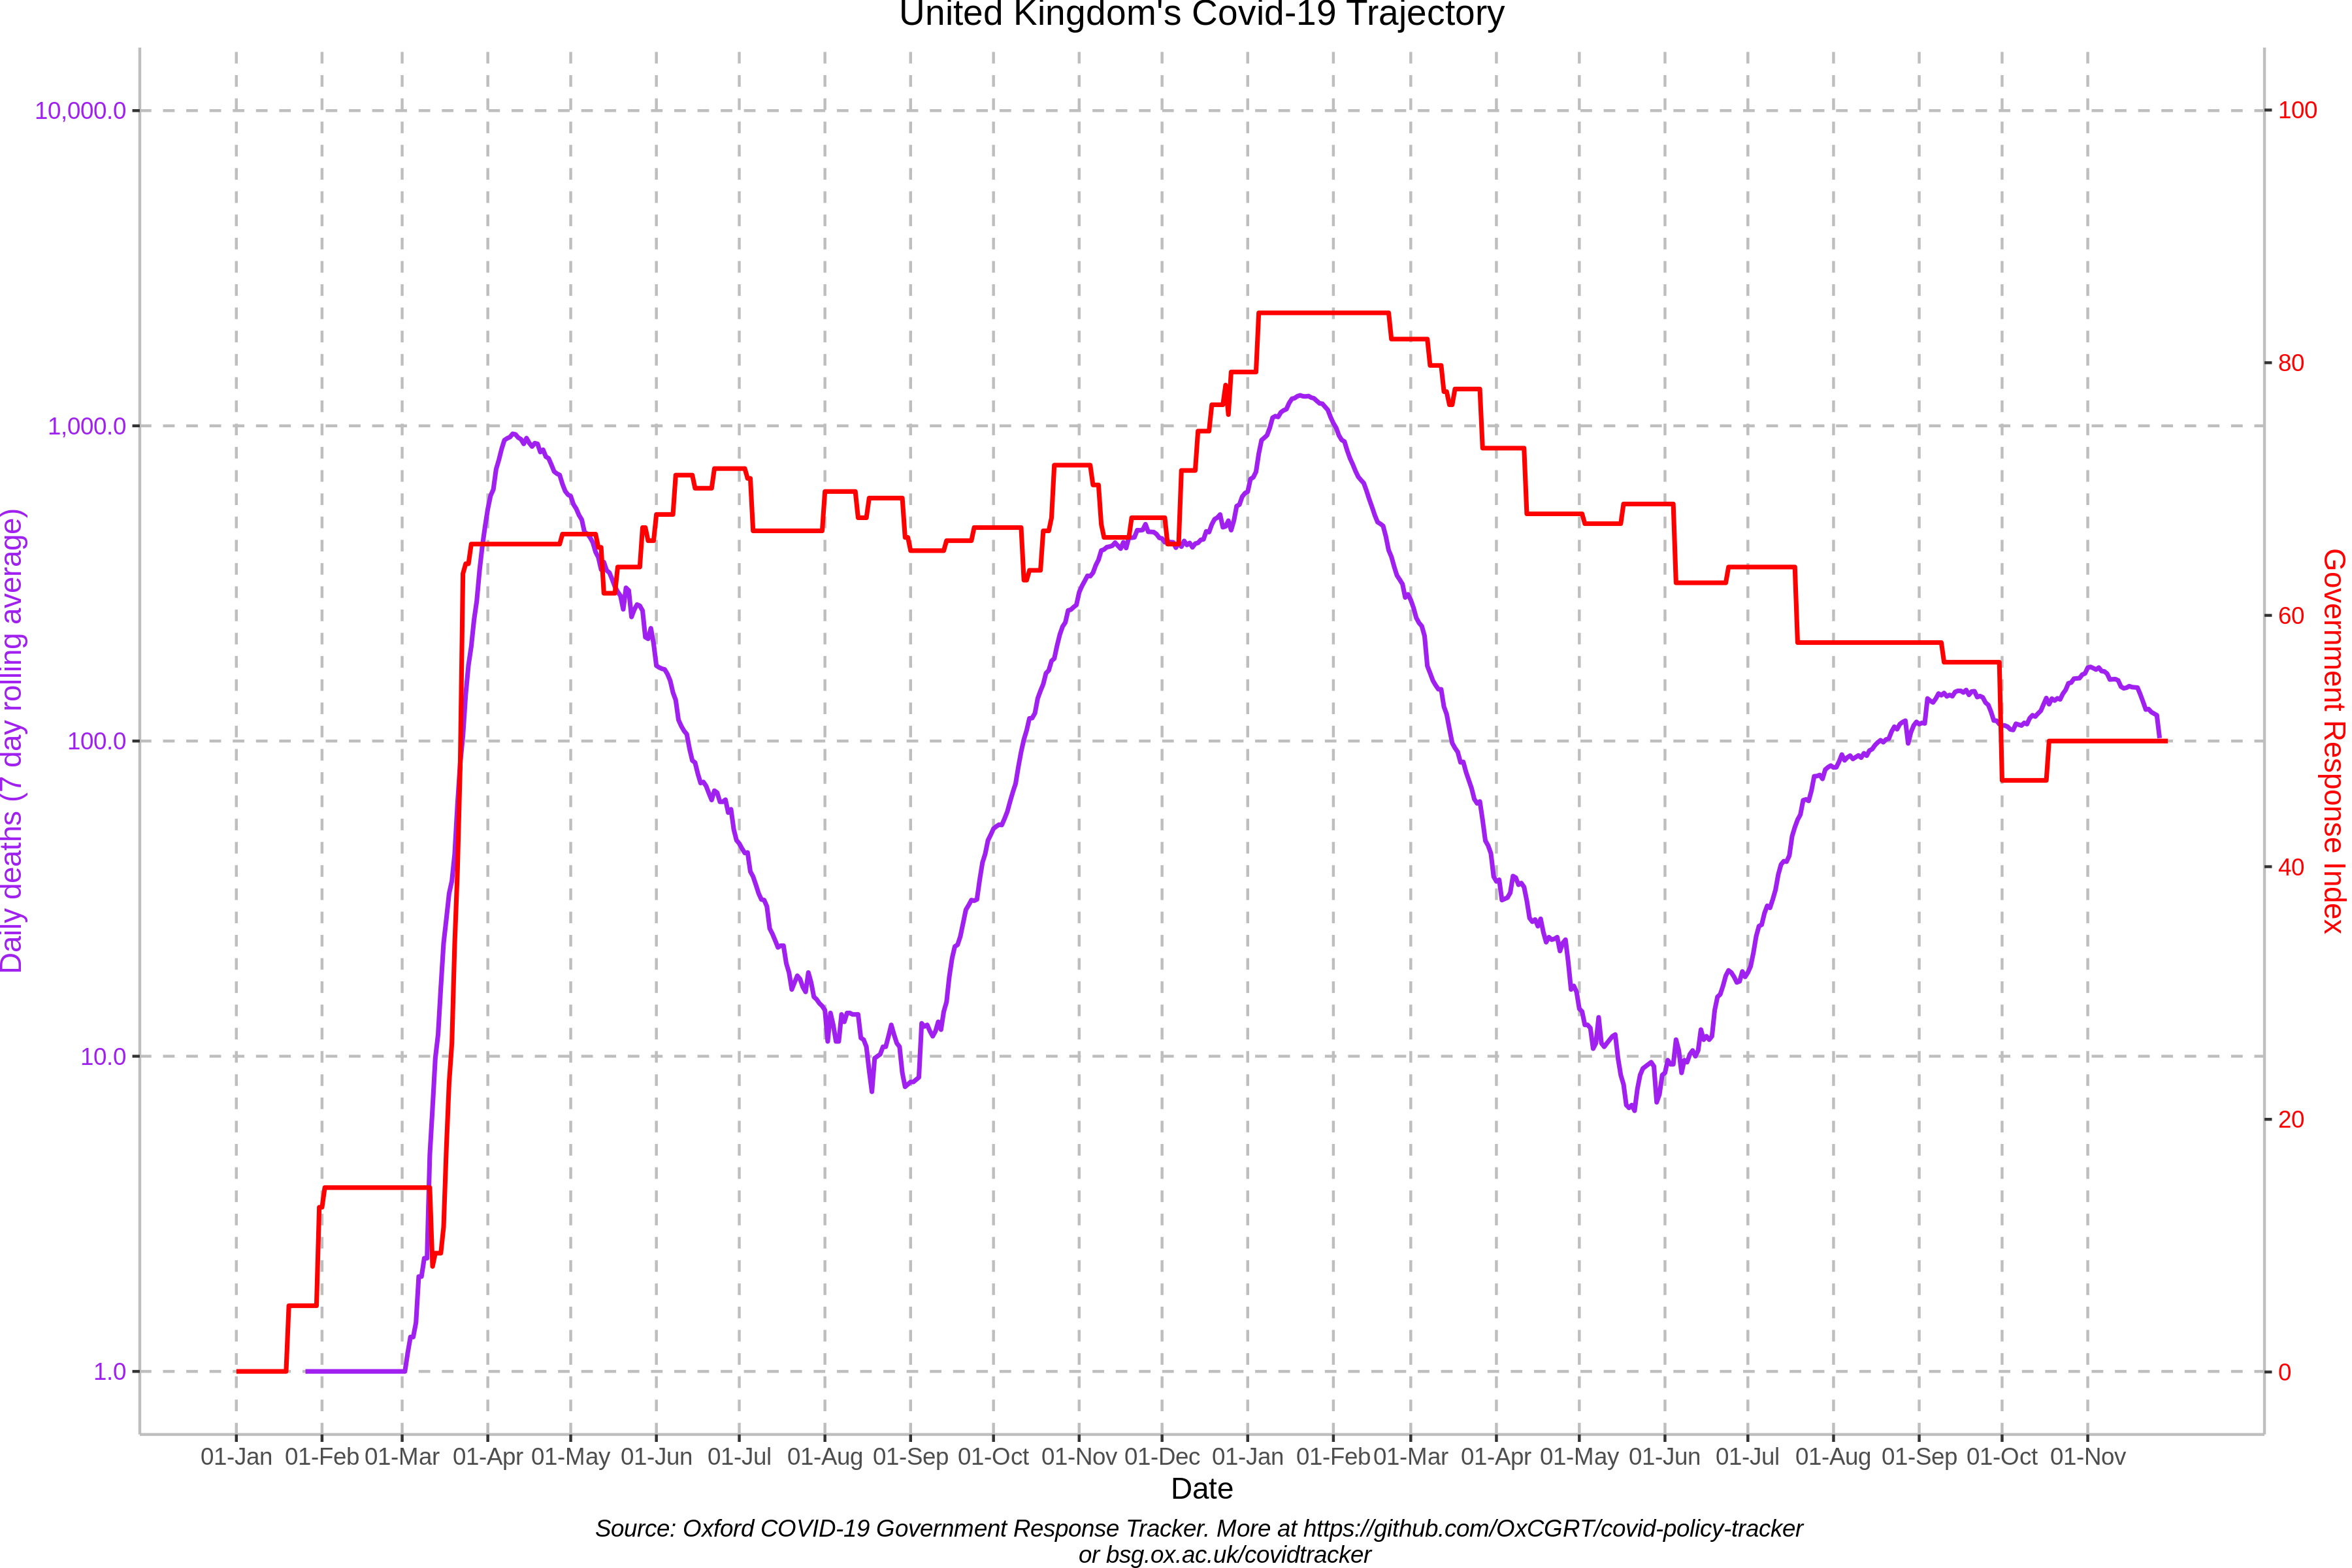 United Kingdom's Covid-19 Trajectory
10,000.0
1,000.0
100.0
10.0
1.0
Daily deaths (7 day rolling average)
100
80
60
40
20
0
Government Response Index
01-Jan 01-Feb 01-Mar 01-Apr 01-May 01-Jun 01-Jul 01-Aug 01-Sep 01-Oct 01-Nov 01-Dec 01-Jan 01-Feb 01-Mar 01-Apr 01-May 01-Jun 01-Jul 01-Aug 01-Sep 01-Oct 01-Nov
Date
Source: Oxford COVID-19 Government Response Tracker. More at https://github.com/OxCGRT/covid-policy-tracker
or bsg.ox.ac.uk/covidtracker